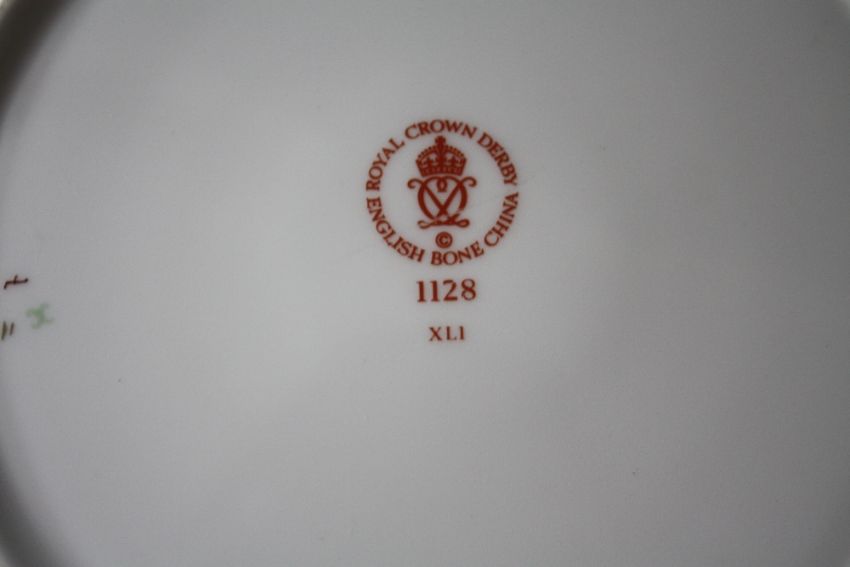 ROYAL CROWN DERBY
ENGLISH BONE CHINA
©
1128
XLI